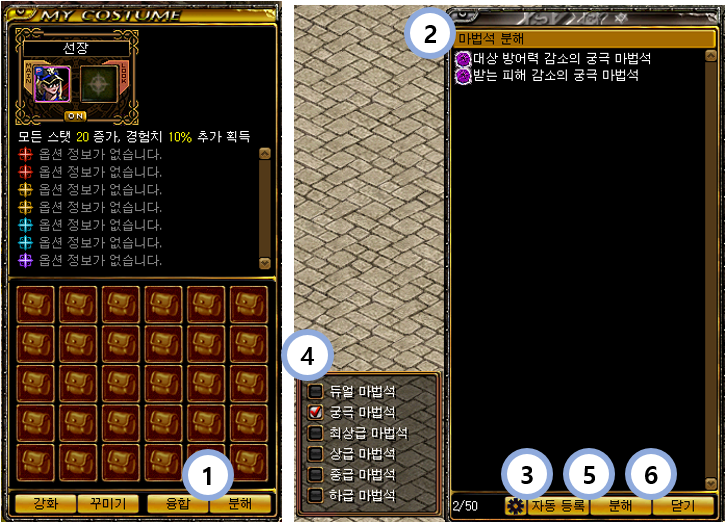 MY COSTUME
선장
MAIN
LOOK
ON
모든 스탯 20 증가, 경험치 10% 추가 획득
옵션 정보가 없습니다.
옵션 정보가 없습니다.
옵션 정보가 없습니다.
옵션 정보가 없습니다.
옵션 정보가 없습니다.
옵션 정보가 없습니다.
옵션 정보가 없습니다.
1
강화 꾸미기 융합 분해
4
듀얼 마법석
궁극 마법석
최상급 마법석
상급 마법석
중급 마법석
하급 마법석
2
마법석 분해
대상 방어력 감소의 궁극 마법석
받는 피해 감소의 궁극 마법석
3 5 6
2/50 자동 등록 분해 닫기